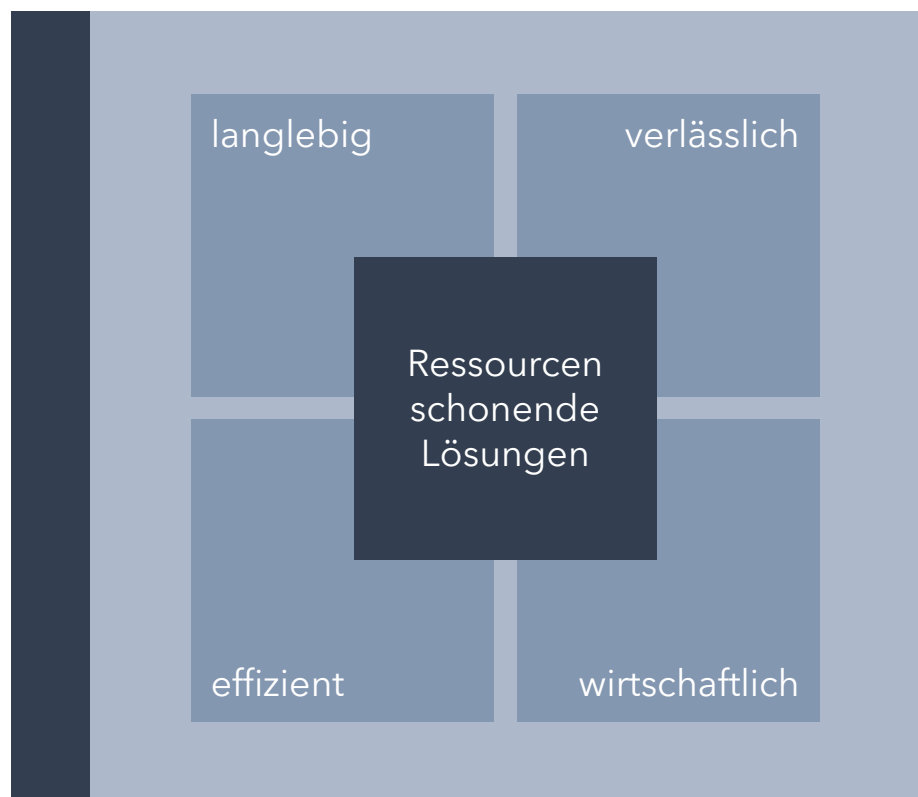 langlebig
verlässlich
Ressourcen
schonende
Lösungen
effizient
wirtschaftlich